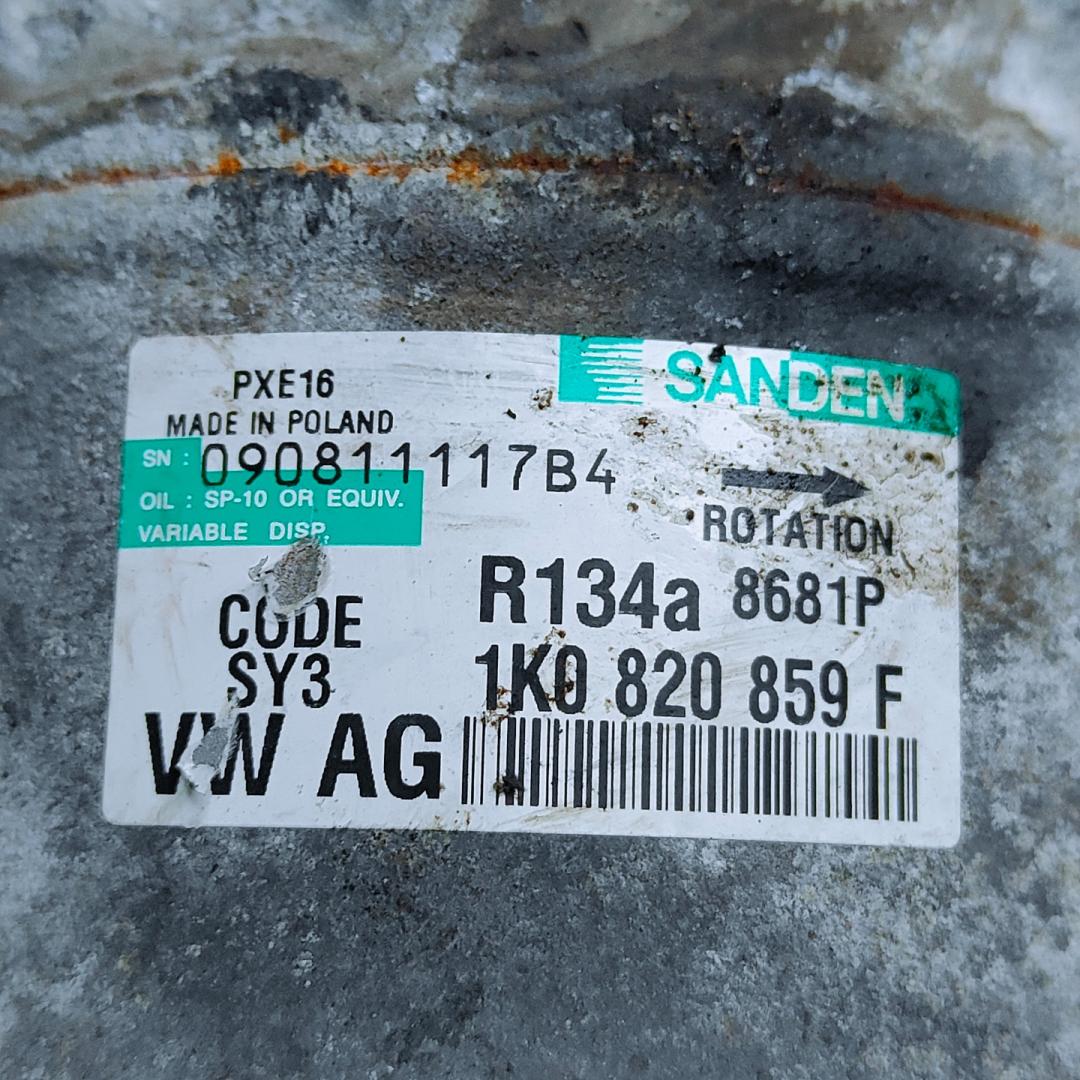 SANDEN
PXE16
MADE IN POLAND
SN : 090811117B4
OIL : SP-10 OR EQUIV.
VARIABLE DISP.
ROTATION
R134a 8681P
CODE
SY3
1K0 820 859 F
VW AG